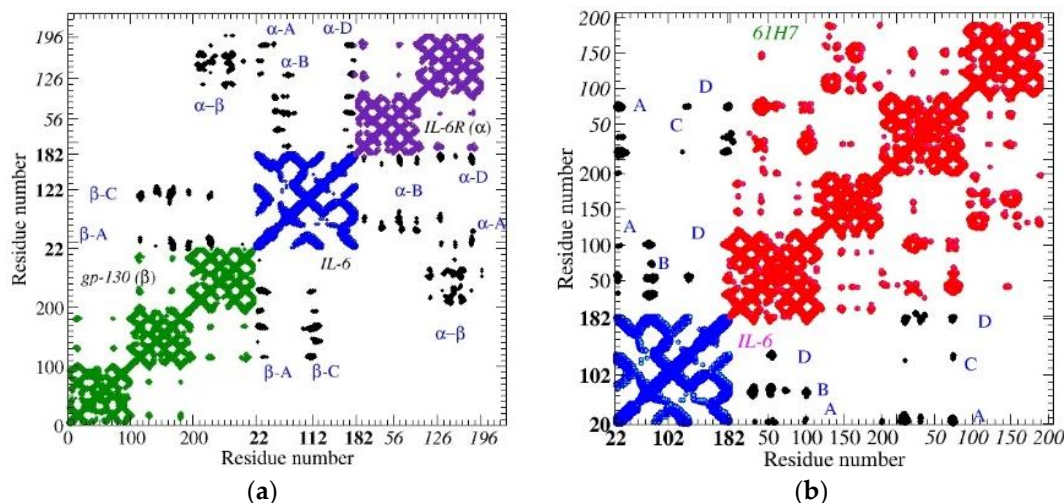 196
126
56
182
122
22
200
100
0
Residue number
0 100 200 22 112 182 56 126 196
Residue number
α-A α-D
α-B
α−β
IL-6R (α)
α-B
α-D
β-C
β-A
α-A
gp-130 (β)
IL-6
α−β
β-A β-C
(a)
200
150
100
50
200
150
100
50
182
102
20
Residue number
22 102 182 50 100 150 200 50 100 150 200
Residue number
61H7
D
A
C
A D
B
IL-6
D
D
B
C
A
A
(b)